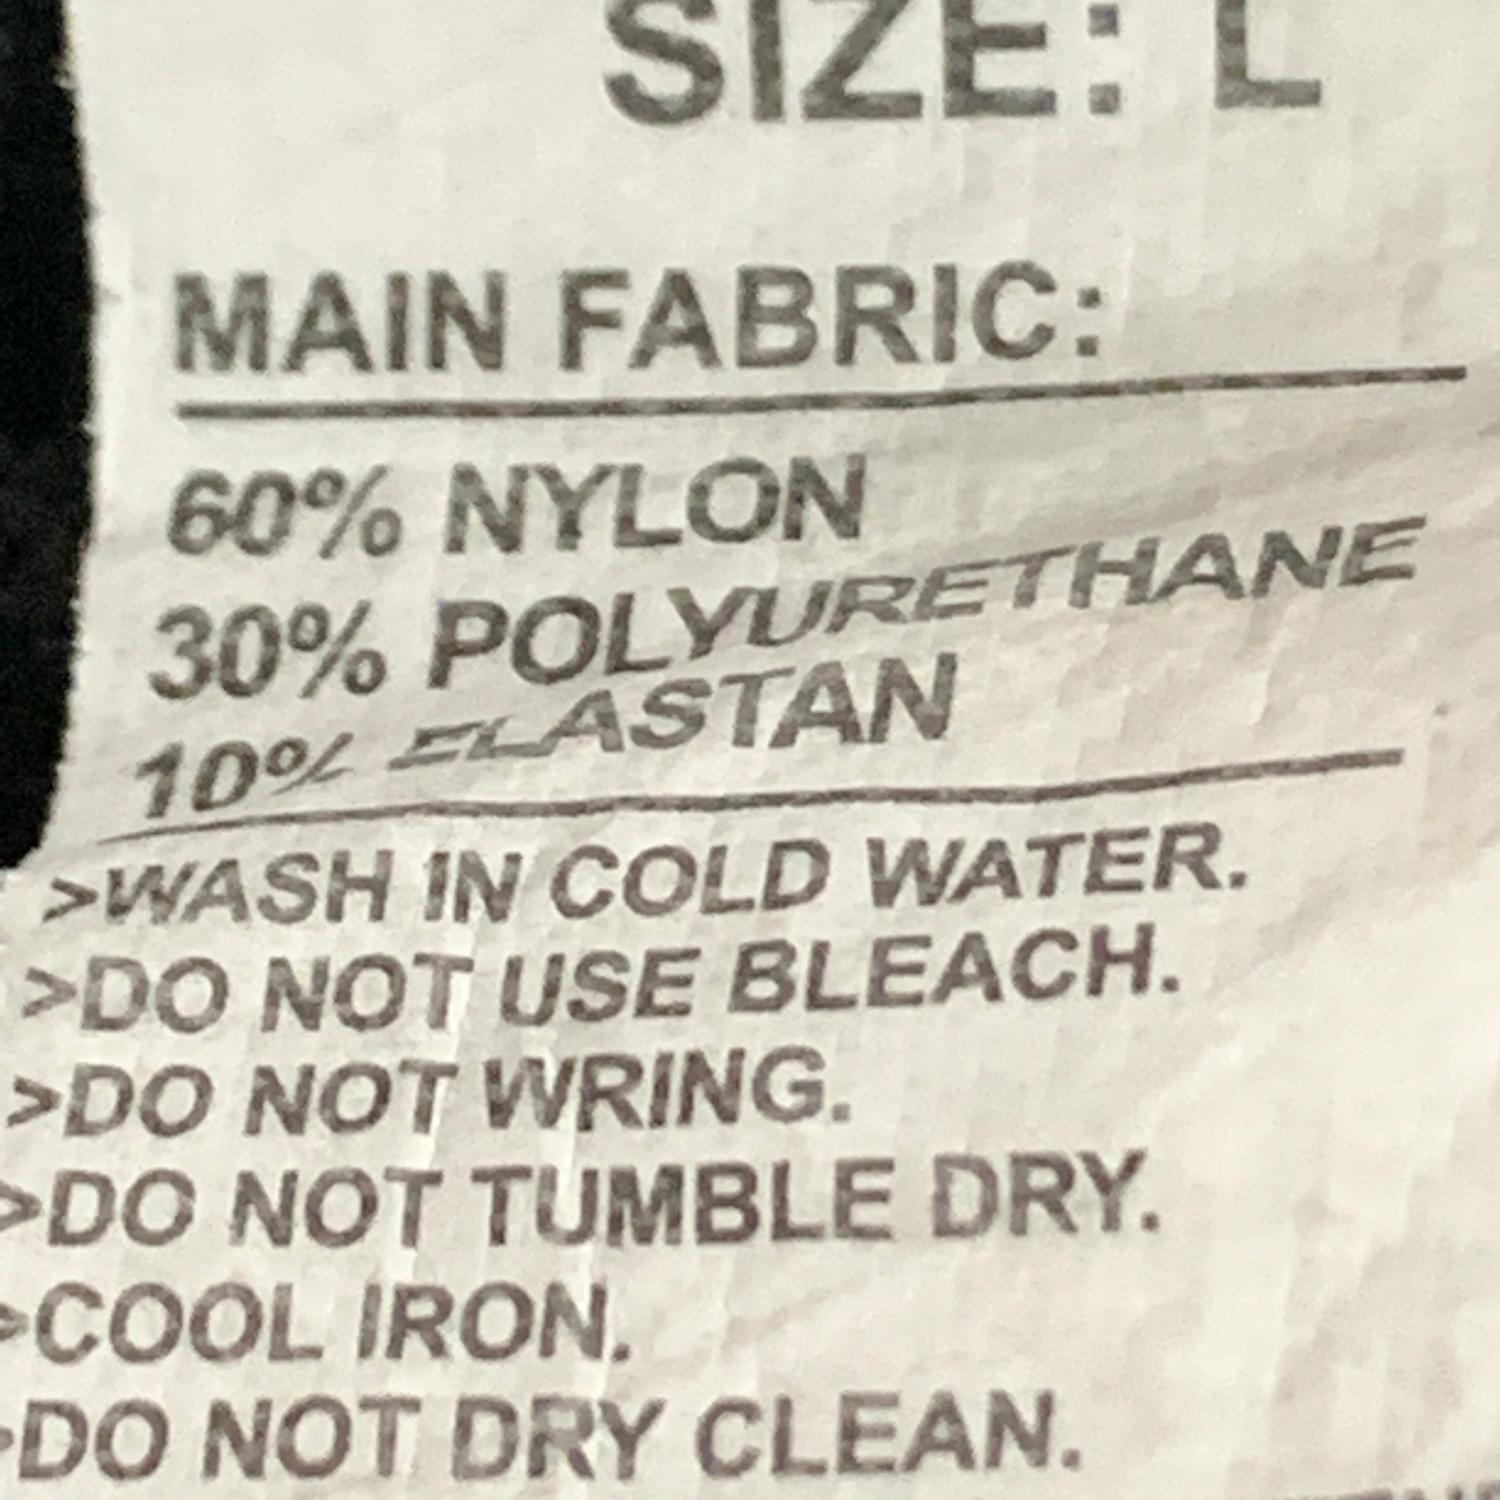 SIZE: L
MAIN FABRIC:
60% NYLON
30% POLYURETHANE
10% ELASTAN
>WASH IN COLD WATER.
>DO NOT USE BLEACH.
>DO NOT WRING.
>DO NOT TUMBLE DRY.
>COOL IRON.
>DO NOT DRY CLEAN.